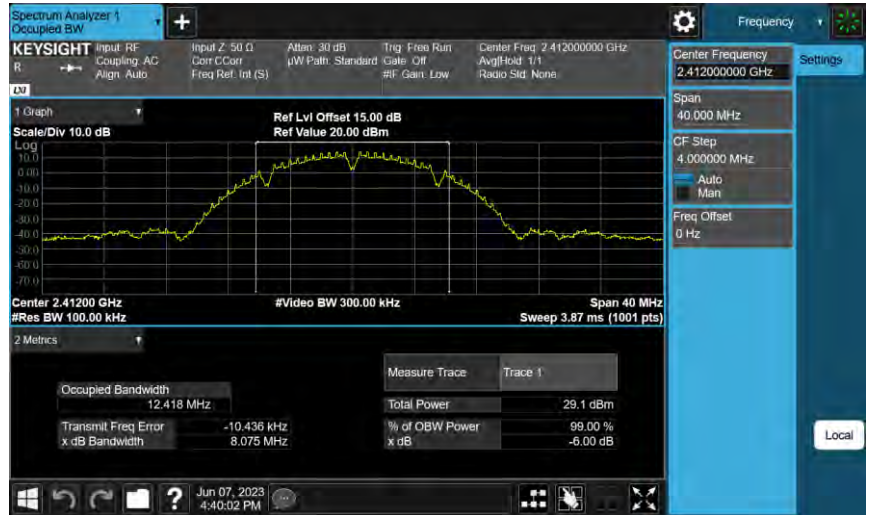 Spectrum Analyzer 1
Occupied BW
Frequency
KEYSIGHT
R
LXI
Input: RF
Coupling: AC
Align: Auto
Input Z: 50 Ω
Corr CCorr
Freq Ref: Int (S)
Atten: 30 dB
µW Path: Standard
Trig: Free Run
Gate: Off
#IF Gain: Low
Center Freq: 2.412000000 GHz
Avg|Hold: 1/1
Radio Std: None
Center Frequency
2.412000000 GHz
Settings
Span
40.000 MHz
CF Step
4.000000 MHz
Auto
Man
Freq Offset
0 Hz
1 Graph
Scale/Div 10.0 dB
Ref Lvl Offset 15.00 dB
Ref Value 20.00 dBm
Log
10.0
0.00
-10.0
-20.0
-30.0
-40.0
-50.0
-60.0
-70.0
Center 2.41200 GHz
#Res BW 100.00 kHz
#Video BW 300.00 kHz
Span 40 MHz
Sweep 3.87 ms (1001 pts)
2 Metrics
Measure Trace
Trace 1
Occupied Bandwidth
12.418 MHz
Total Power
29.1 dBm
Transmit Freq Error
-10.436 kHz
% of OBW Power
99.00 %
x dB Bandwidth
8.075 MHz
x dB
-6.00 dB
Local
?
Jun 07, 2023
4:40:02 PM